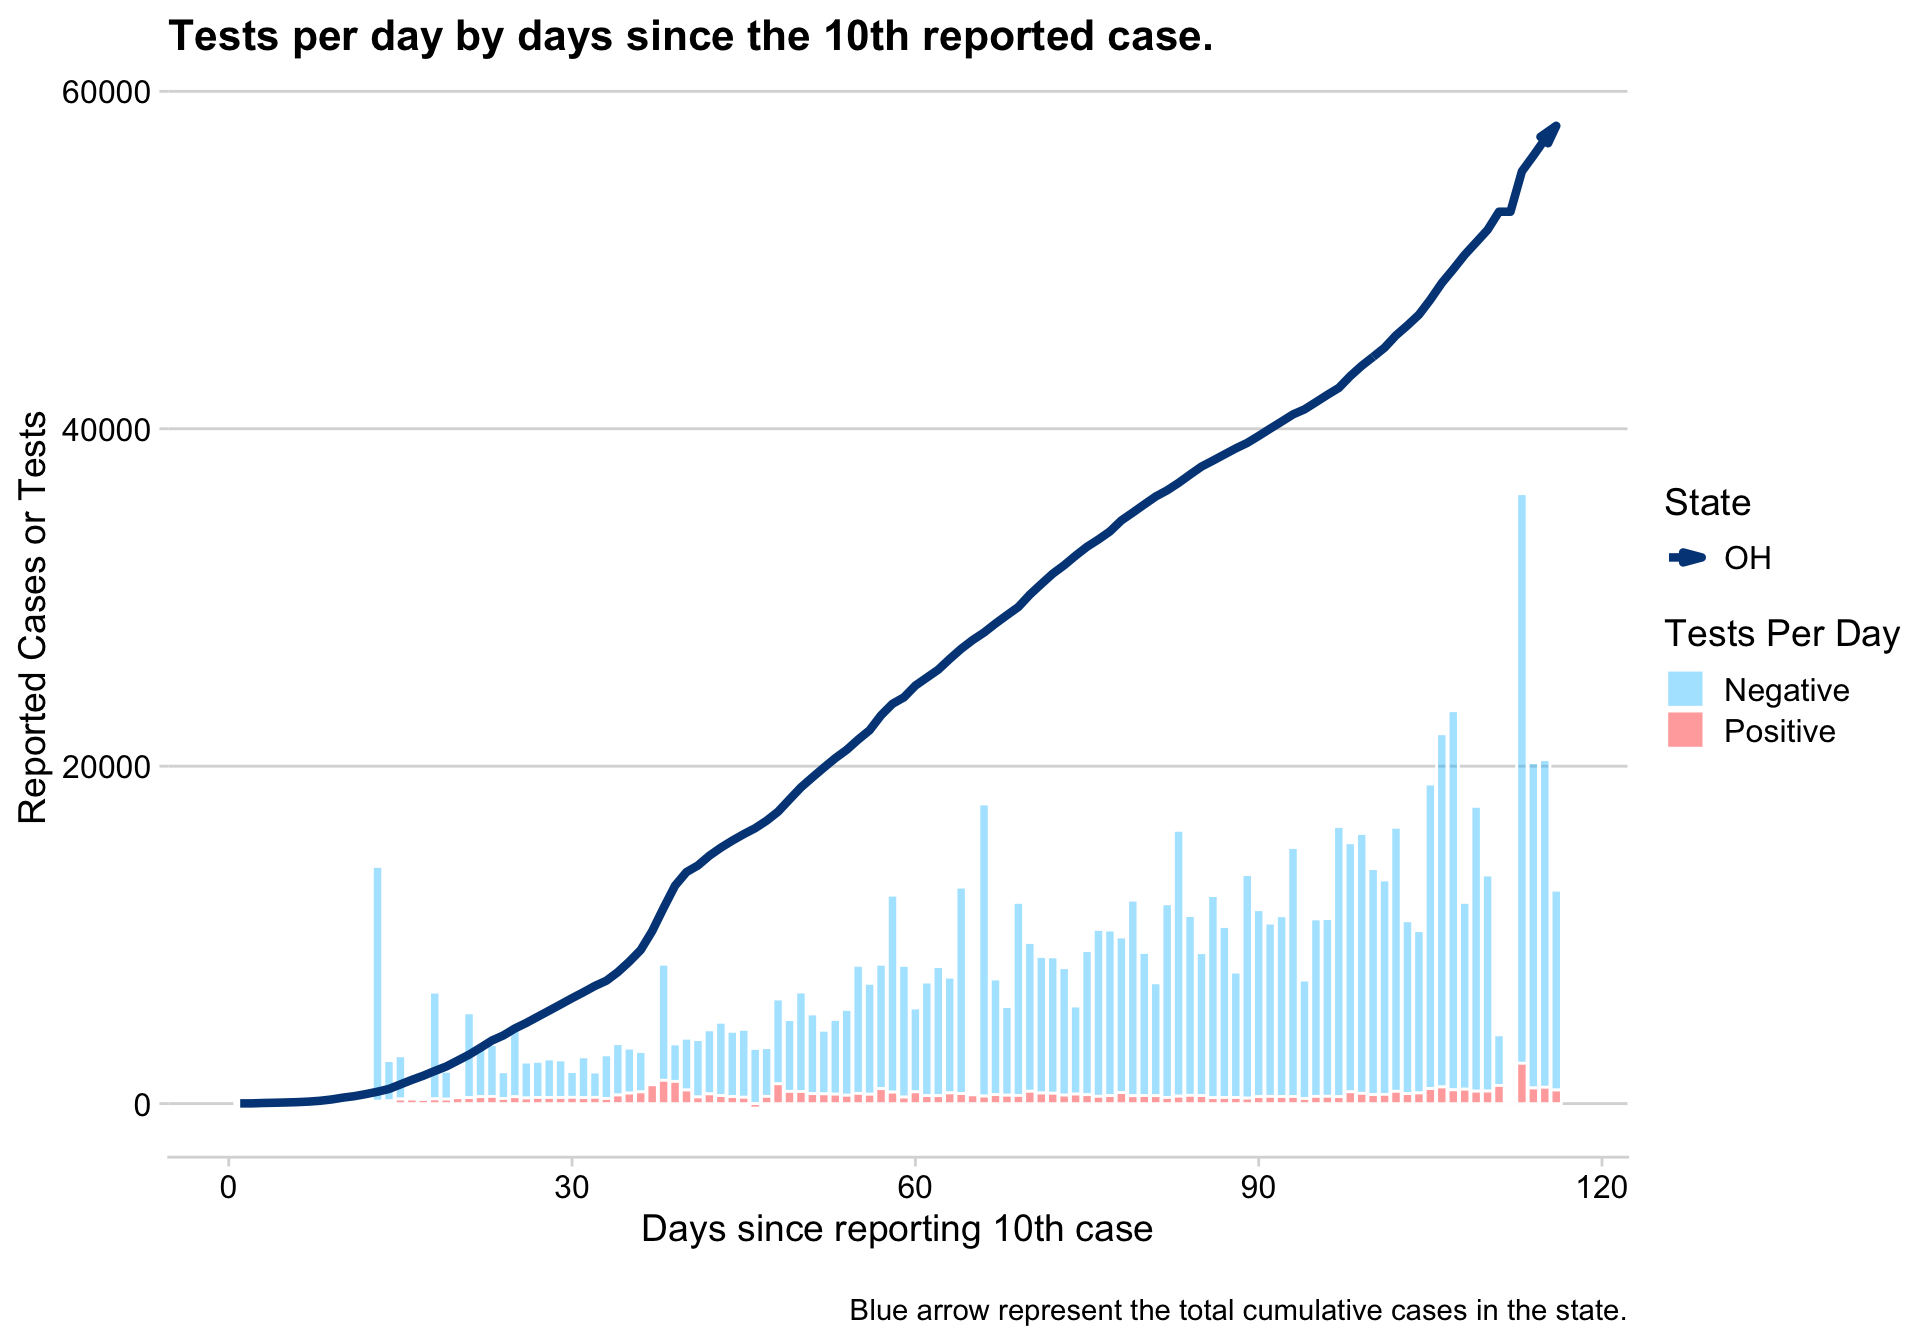 Tests per day by days since the 10th reported case.
60000
40000
20000
0
Reported Cases or Tests
0 30 60 90 120
Days since reporting 10th case
State
OH
Tests Per Day
Negative
Positive
Blue arrow represent the total cumulative cases in the state.